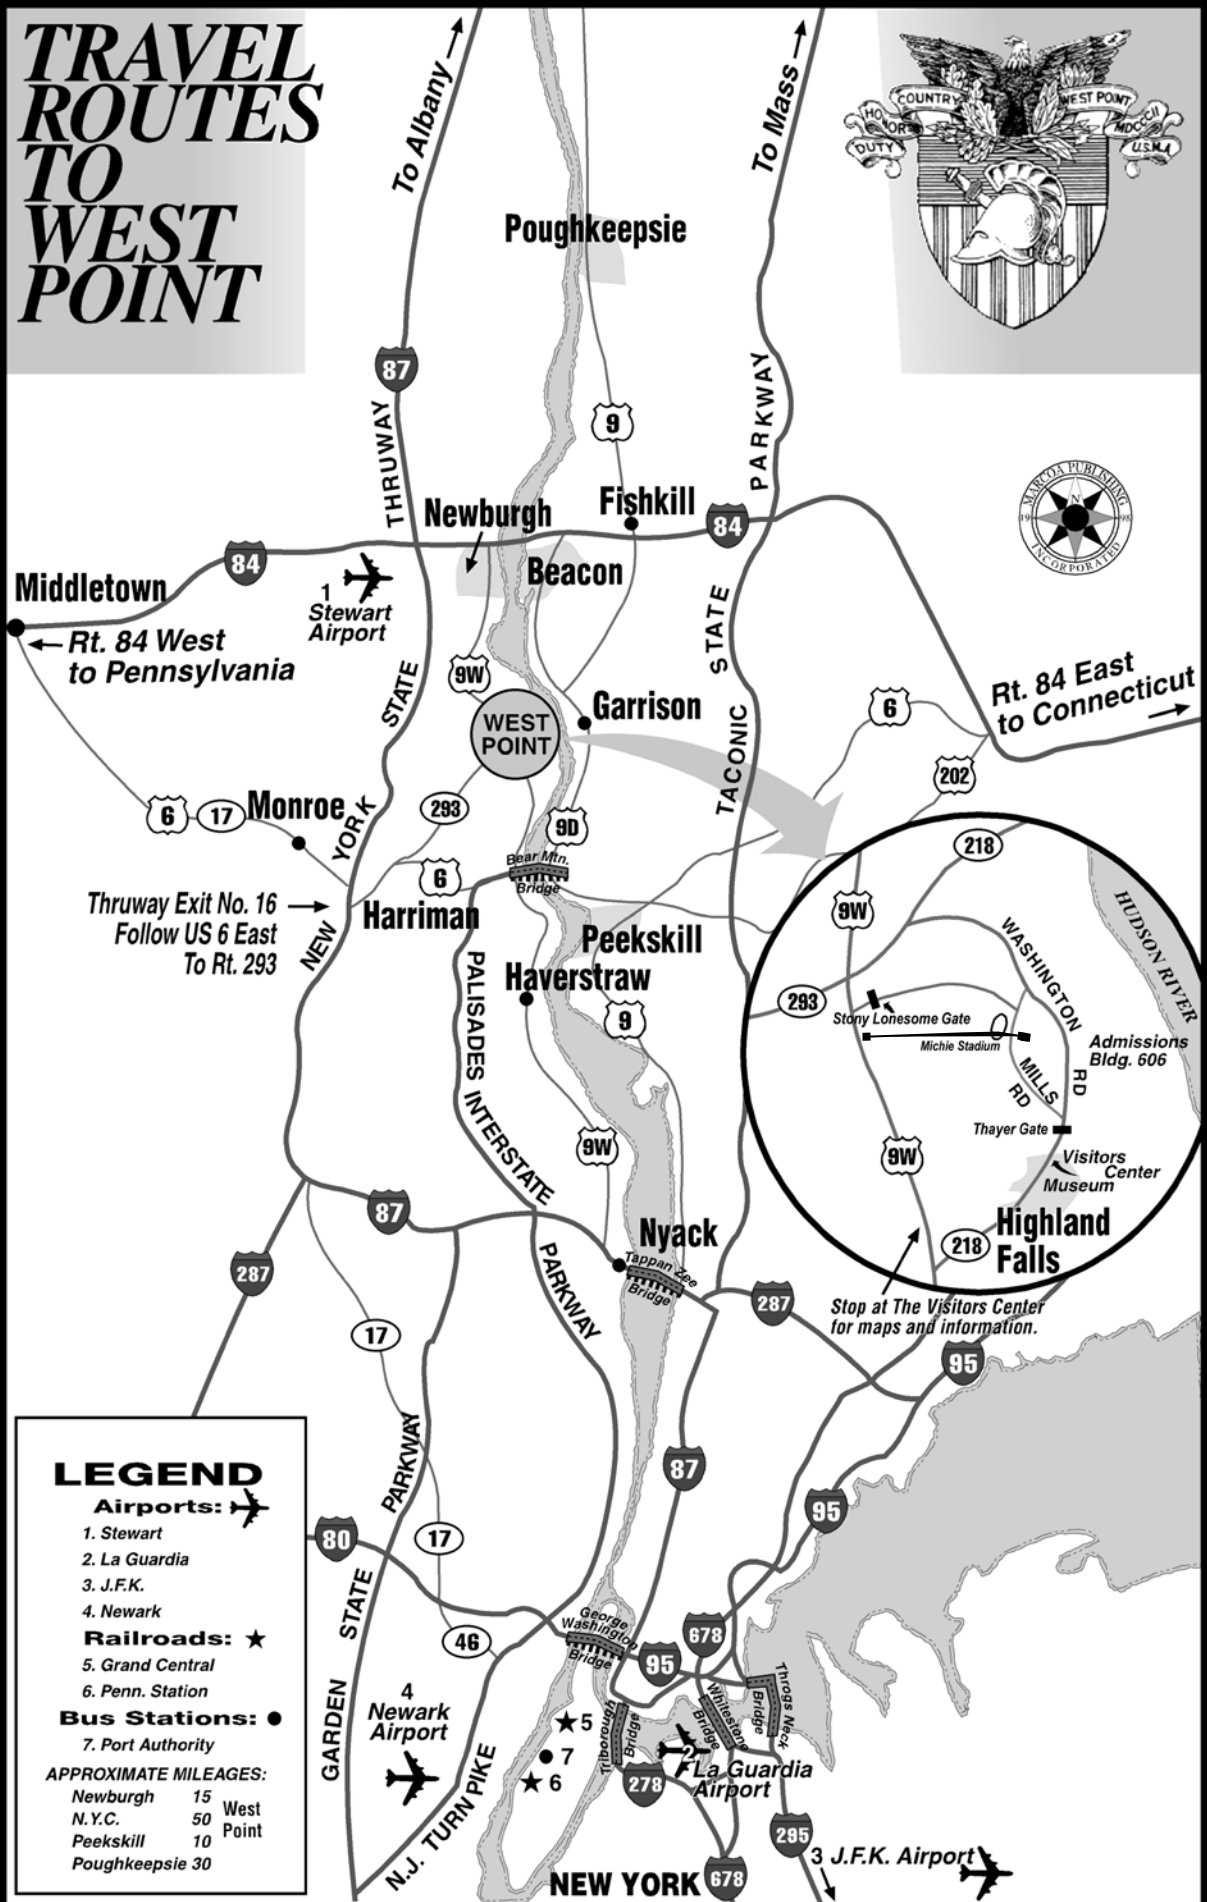 TRAVEL
ROUTES
TO
WEST
POINT
To Albany
To Mass
COUNTRY
WEST POINT
HONOR
MDCCCII
DUTY
U.S.M.A
Poughkeepsie
87
THRUWAY
9
PARKWAY
MARCOA PUBLISHING
N
19
98
INCORPORATED
Newburgh
Fishkill
84
84
Middletown
Beacon
1
Stewart
Airport
Rt. 84 West
to Pennsylvania
STATE
STATE
9W
Garrison
WEST
POINT
TACONIC
6
Rt. 84 East
to Connecticut
202
6
17
Monroe
YORK
293
9D
Bear Mtn.
Bridge
6
Harriman
Thruway Exit No. 16
Follow US 6 East
To Rt. 293
NEW
Peekskill
Haverstraw
PALISADES
INTERSTATE
PARKWAY
9
218
9W
HUDSON RIVER
WASHINGTON
RD
293
Stony Lonesome Gate
Michie Stadium
Admissions
Bldg. 606
MILLS
RD
Thayer Gate
9W
Visitors
Center
Museum
Highland
Falls
218
Stop at The Visitors Center
for maps and information.
9W
87
Nyack
Tappan Zee
Bridge
287
287
17
95
87
95
PARKWAY
STATE
GARDEN
80
17
46
George
Washington
Bridge
678
95
Throgs Neck
Bridge
Whitestone
Bridge
Triborough
Bridge
4
Newark
Airport
5
7
6
2
La Guardia
Airport
278
N.J. TURN PIKE
295
3 J.F.K. Airport
NEW YORK
678
LEGEND
Airports:
1. Stewart
2. La Guardia
3. J.F.K.
4. Newark
Railroads:
5. Grand Central
6. Penn. Station
Bus Stations:
7. Port Authority
APPROXIMATE MILEAGES:
Newburgh 15
N.Y.C. 50
Peekskill 10
Poughkeepsie 30
West
Point